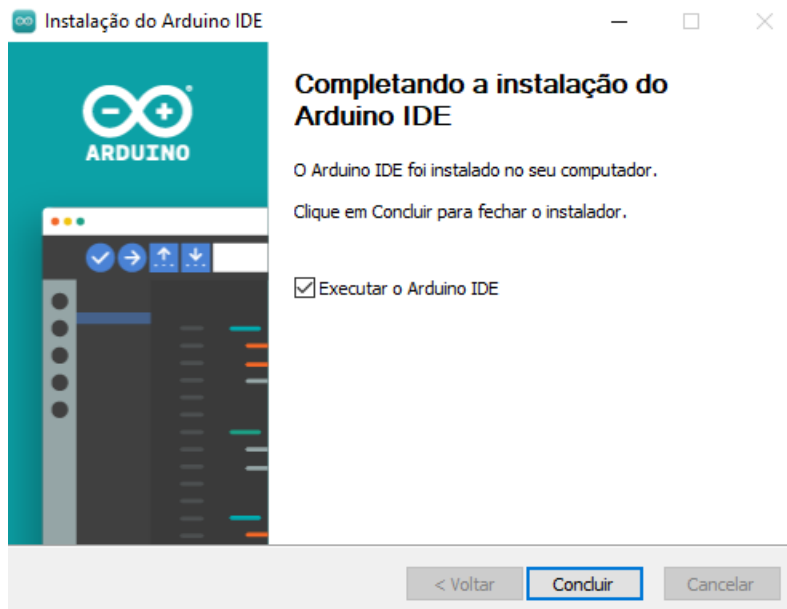 Instalação do Arduino IDE
ARDUINO
Completando a instalação do
Arduino IDE
O Arduino IDE foi instalado no seu computador.
Clique em Concluir para fechar o instalador.
Executar o Arduino IDE
< Voltar
Concluir
Cancelar